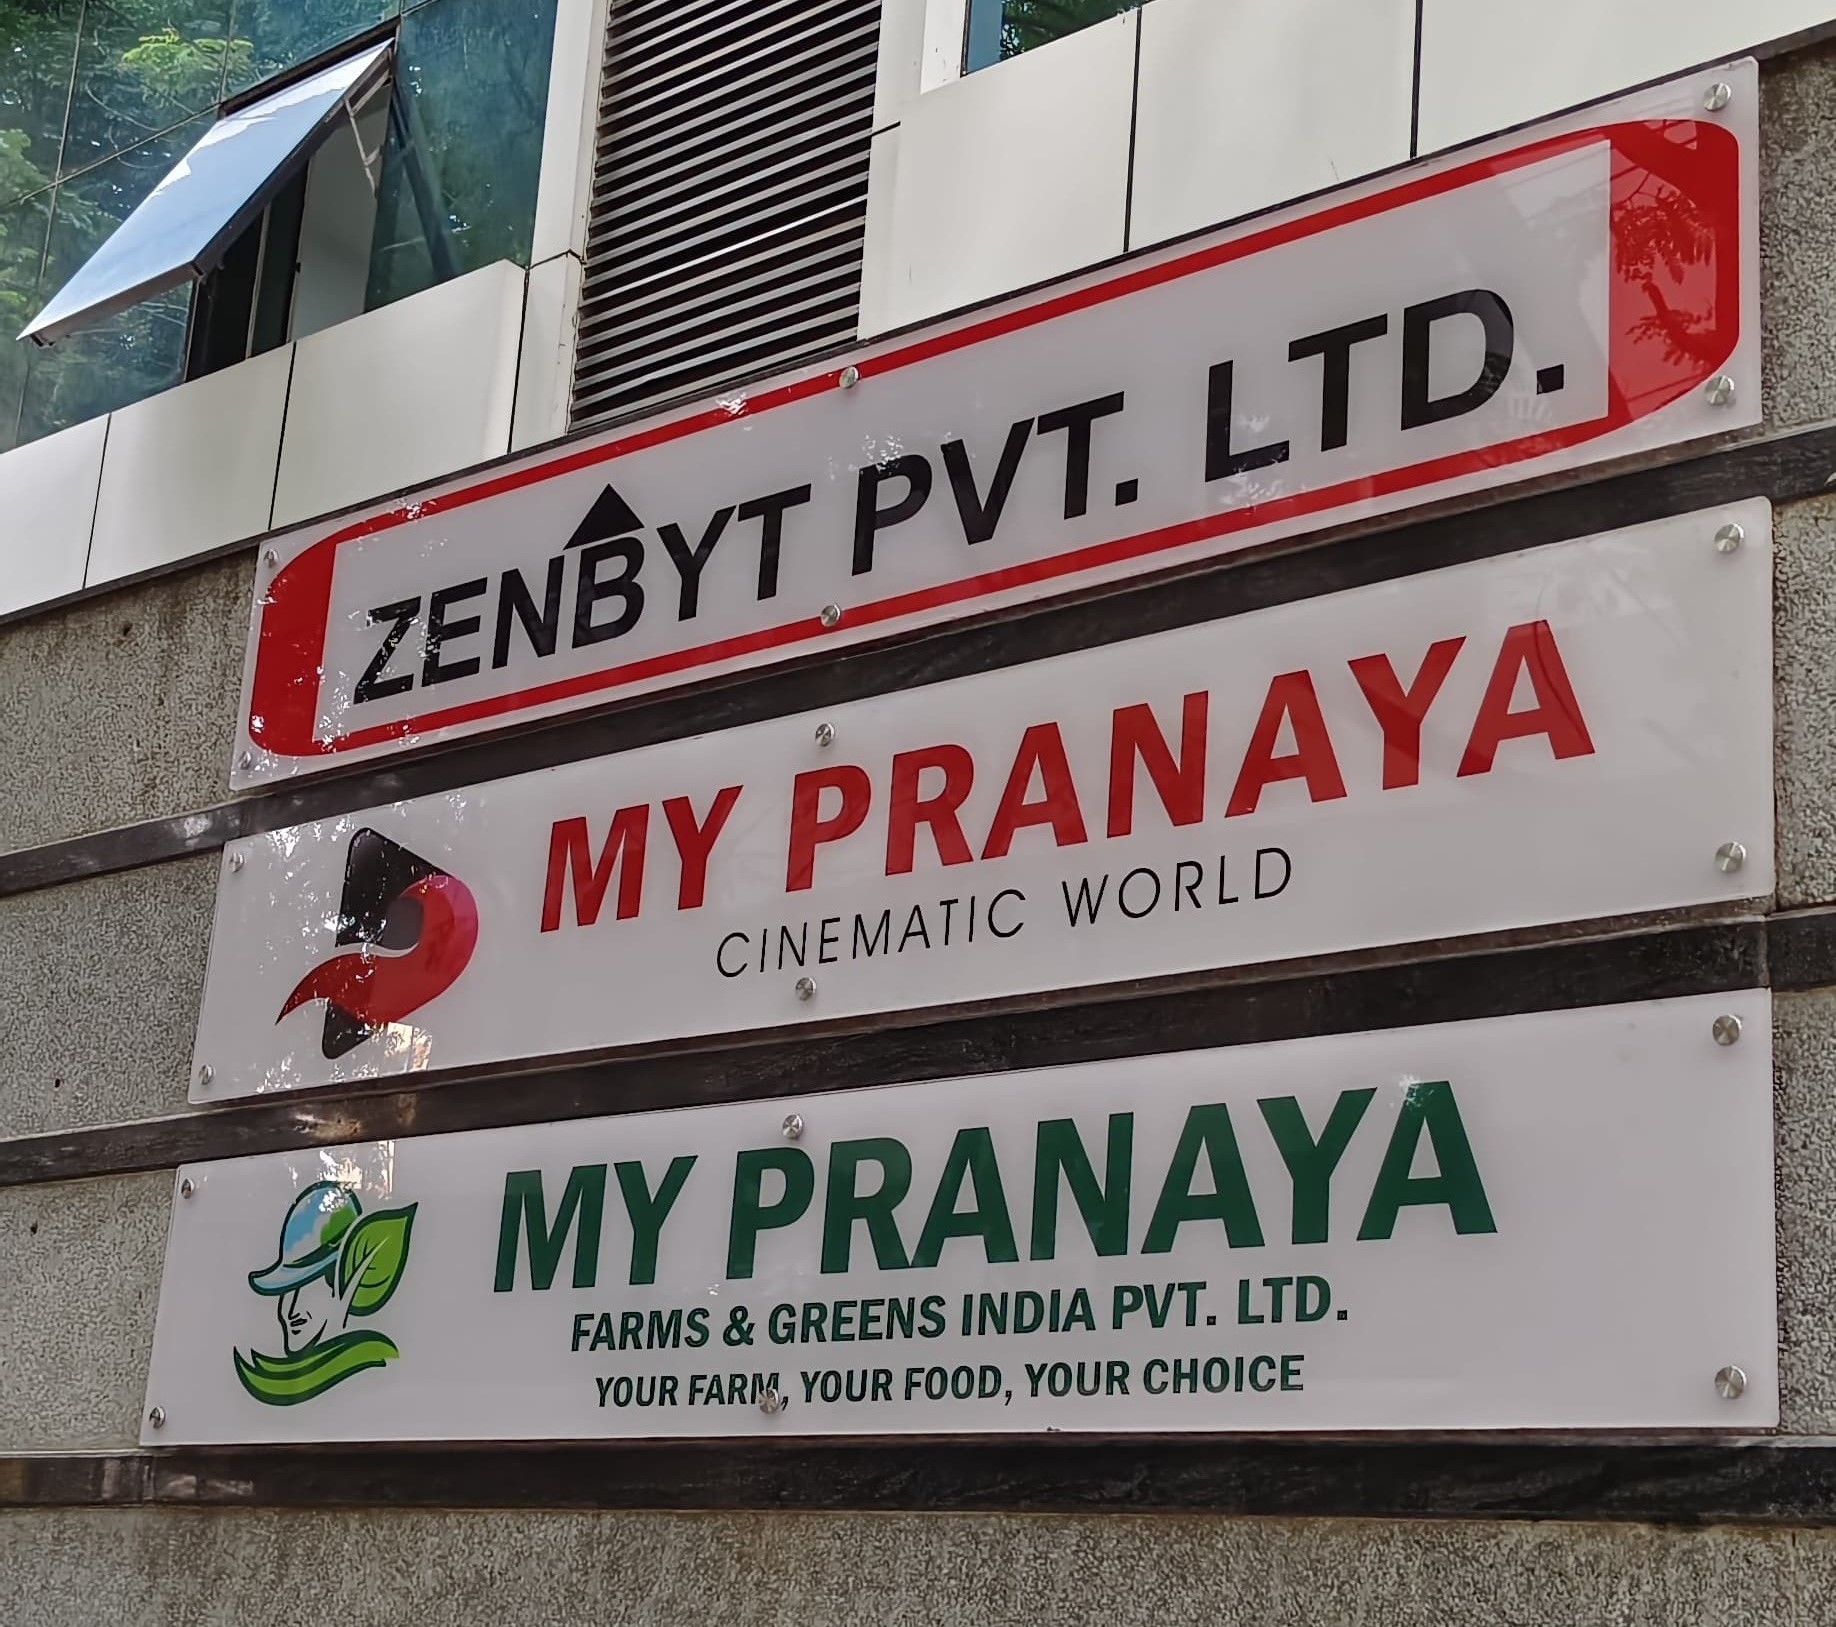 ZENBYT PVT. LTD.
MY PRANAYA
CINEMATIC WORLD
MY PRANAYA
FARMS & GREENS INDIA PVT. LTD.
YOUR FARM, YOUR FOOD, YOUR CHOICE